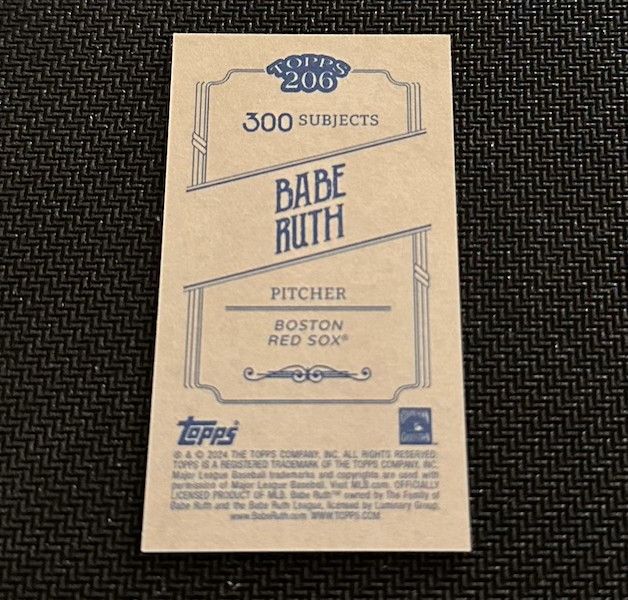 TOPPS
206
300 SUBJECTS
BABE
RUTH
PITCHER
BOSTON
RED SOX®
Topps®
® & © 2024 THE TOPPS COMPANY, INC. ALL RIGHTS RESERVED.
TOPPS IS A REGISTERED TRADEMARK OF THE TOPPS COMPANY, INC.
Major League Baseball trademarks and copyrights are used with
permission of Major League Baseball. Visit MLB.com. OFFICIALLY
LICENSED PRODUCT OF MLB. Babe Ruth™ owned by The Family of
Babe Ruth and the Babe Ruth League, licensed by Luminary Group,
www.BabeRuth.com WWW.TOPPS.COM